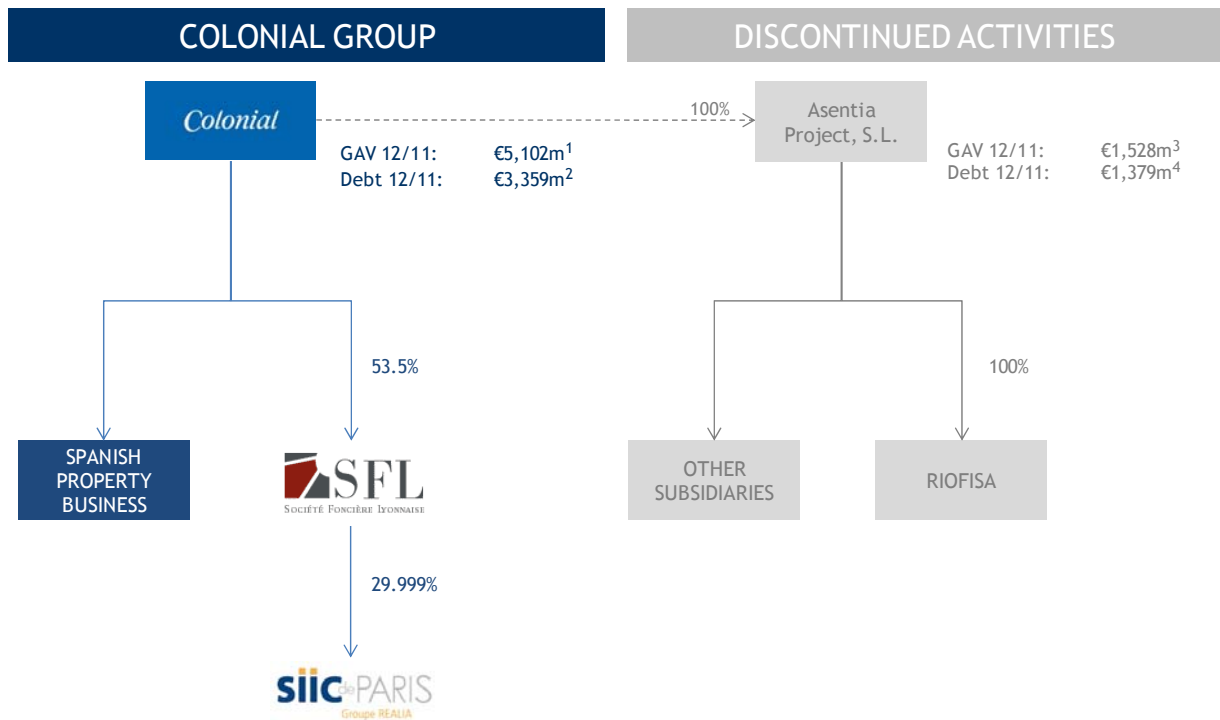 COLONIAL GROUP
DISCONTINUED ACTIVITIES
Colonial
100%
Asentia
Project, S.L.
GAV 12/11: €5,102m¹
Debt 12/11: €3,359m²
GAV 12/11: €1,528m³
Debt 12/11: €1,379m⁴
53.5%
100%
SPANISH
PROPERTY
BUSINESS
SFL
SOCIÉTÉ FONCIÈRE LYONNAISE
OTHER
SUBSIDIARIES
RIOFISA
29.999%
siic de PARIS
Groupe REALIA